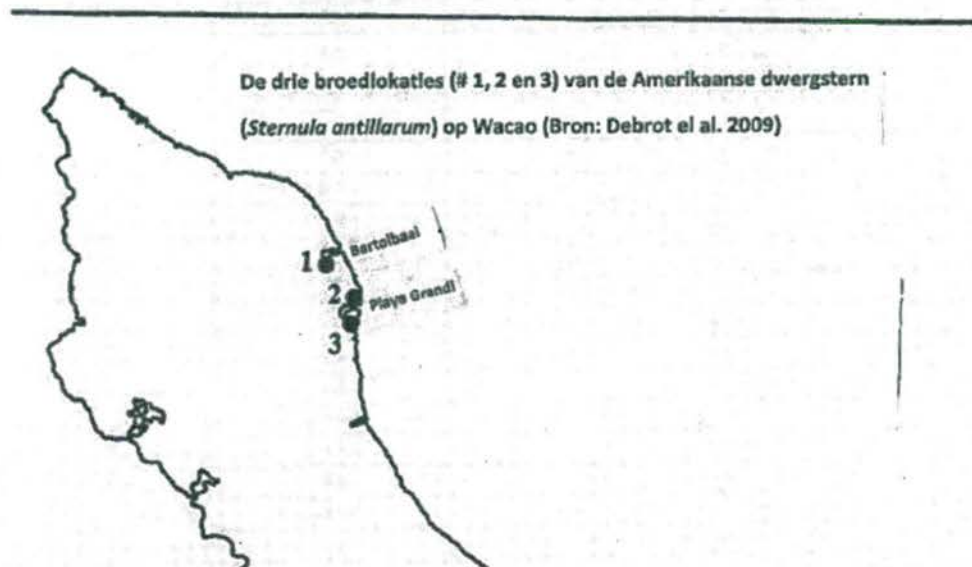 De drie broedlokaties (# 1, 2 en 3) van de Amerikaanse dwergstern
(Sternula antillarum) op Wacao (Bron: Debrot el al. 2009)
1
Bartolbaai
2
Playa Grandi
3